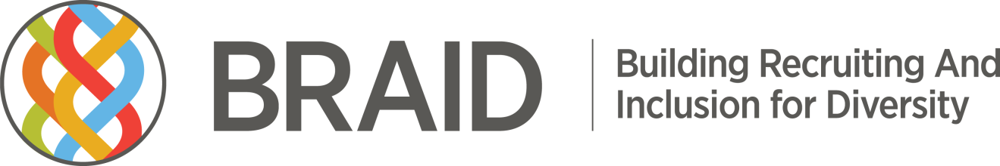 BRAID
Building Recruiting And
Inclusion for Diversity